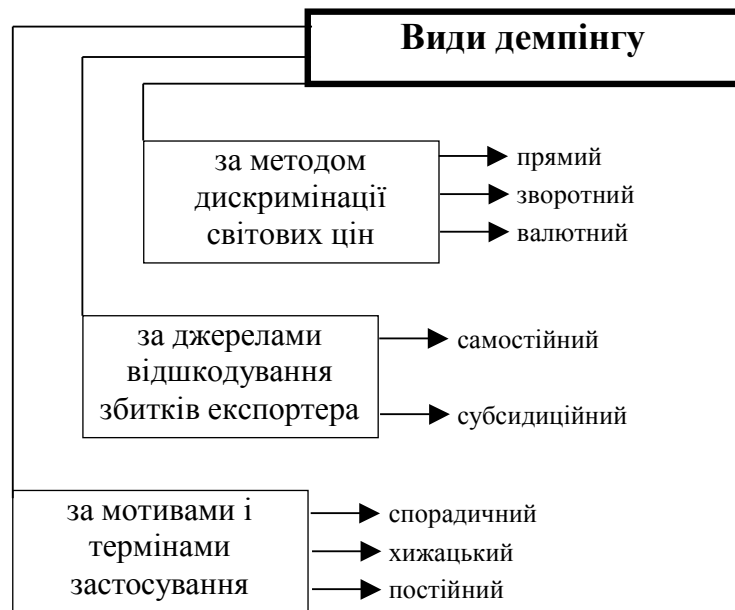 Види демпінгу
за методом
дискримінації
світових цін
прямий
зворотний
валютний
за джерелами
відшкодування
збитків експортера
самостійний
субсидиційний
за мотивами і
термінами
застосування
спорадичний
хижацький
постійний